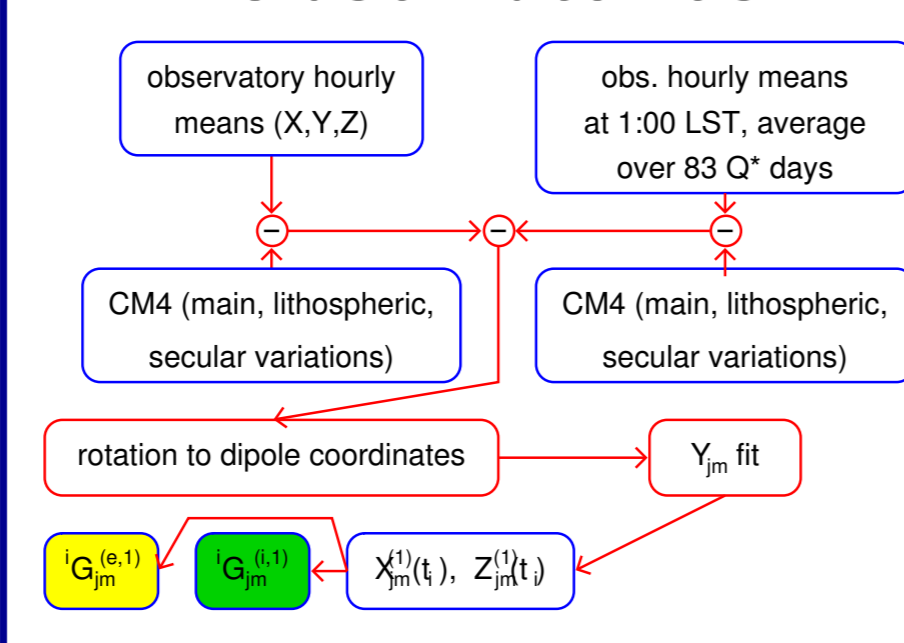 observatory hourly
means (X,Y,Z)
obs. hourly means
at 1:00 LST, average
over 83 Q* days
− − −
CM4 (main, lithospheric,
secular variations)
CM4 (main, lithospheric,
secular variations)
rotation to dipole coordinates
Y_jm fit
^iG_jm^(e,1)
^iG_jm^(i,1)
X_jm^(1)(t_i), Z_jm^(1)(t_i)